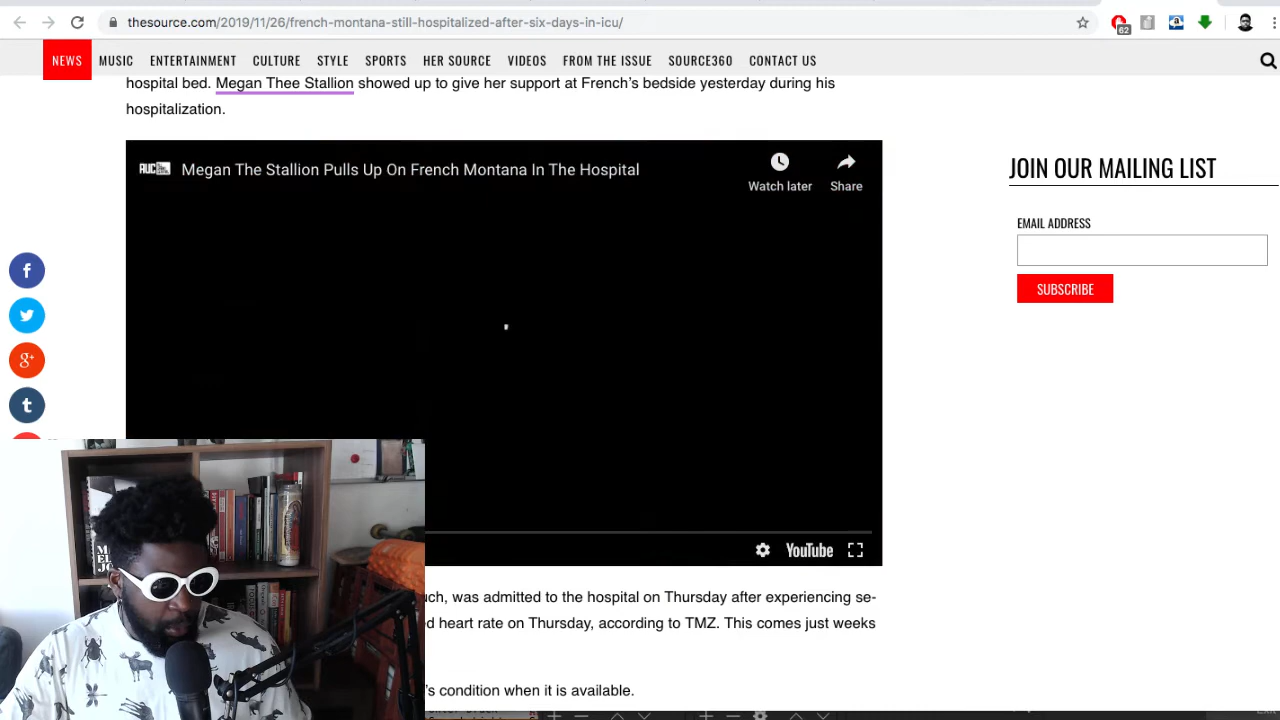 thesource.com/2019/11/26/french-montana-still-hospitalized-after-six-days-in-icu/
62
NEWS MUSIC ENTERTAINMENT CULTURE STYLE SPORTS HER SOURCE VIDEOS FROM THE ISSUE SOURCE360 CONTACT US
hospital bed. Megan Thee Stallion showed up to give her support at French's bedside yesterday during his
hospitalization.
Megan The Stallion Pulls Up On French Montana In The Hospital
Watch later
Share
JOIN OUR MAILING LIST
EMAIL ADDRESS
SUBSCRIBE
f
g+
t
YouTube
uch, was admitted to the hospital on Thursday after experiencing se-
d heart rate on Thursday, according to TMZ. This comes just weeks
's condition when it is available.